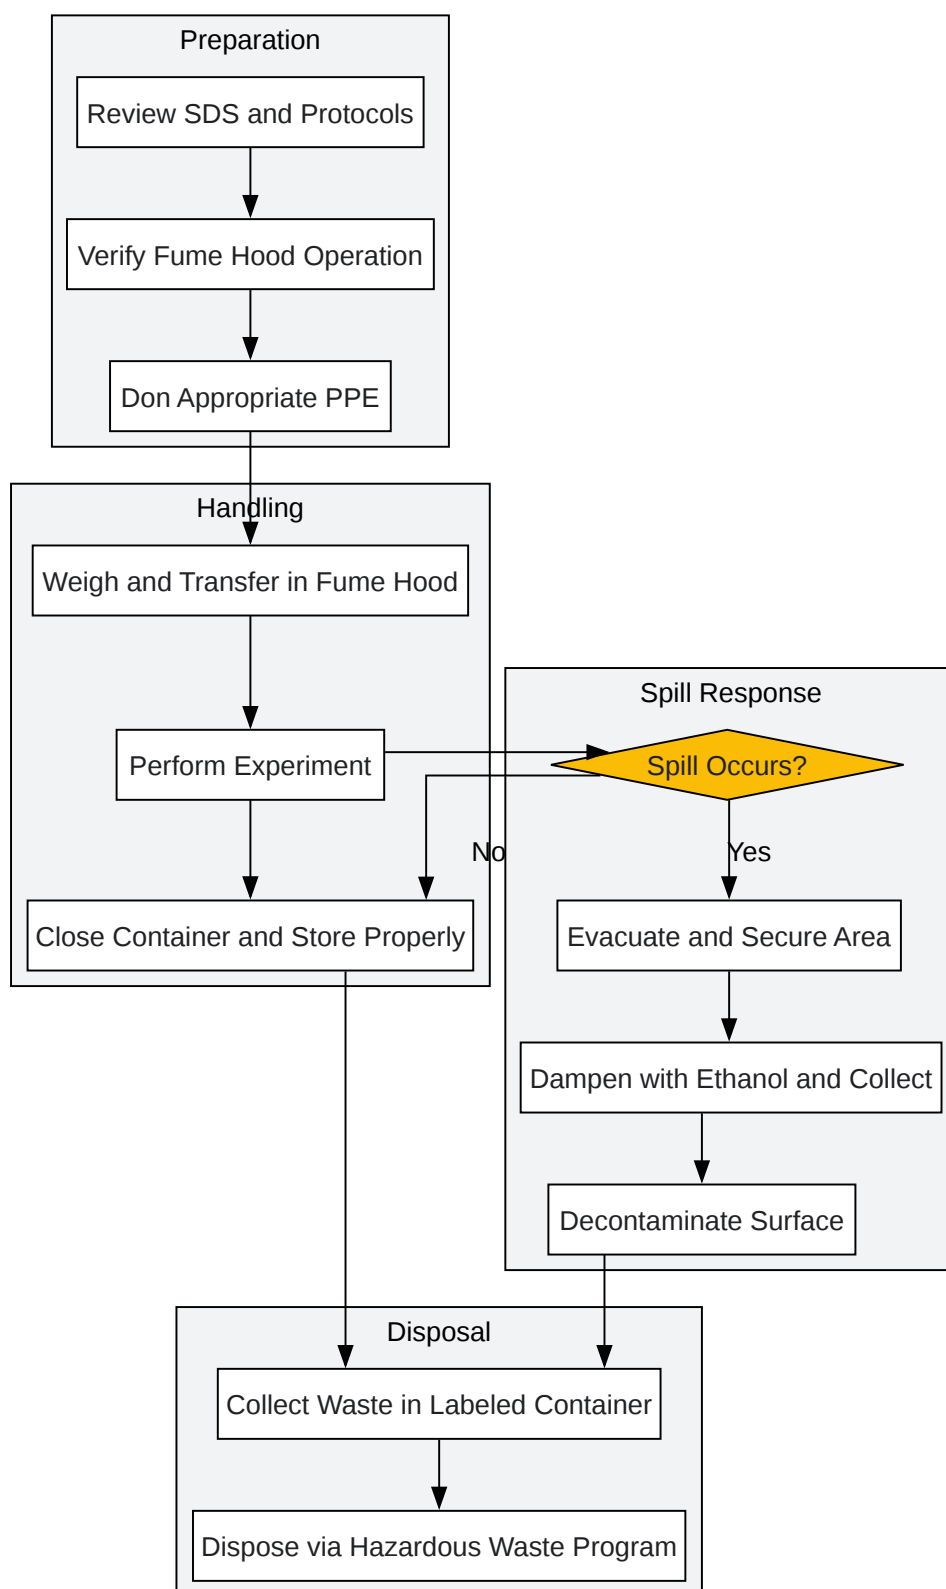 Preparation
Review SDS and Protocols
Verify Fume Hood Operation
Don Appropriate PPE
Handling
Weigh and Transfer in Fume Hood
Spill Response
Perform Experiment
Spill Occurs?
No
Yes
Close Container and Store Properly
Evacuate and Secure Area
Dampen with Ethanol and Collect
Decontaminate Surface
Disposal
Collect Waste in Labeled Container
Dispose via Hazardous Waste Program